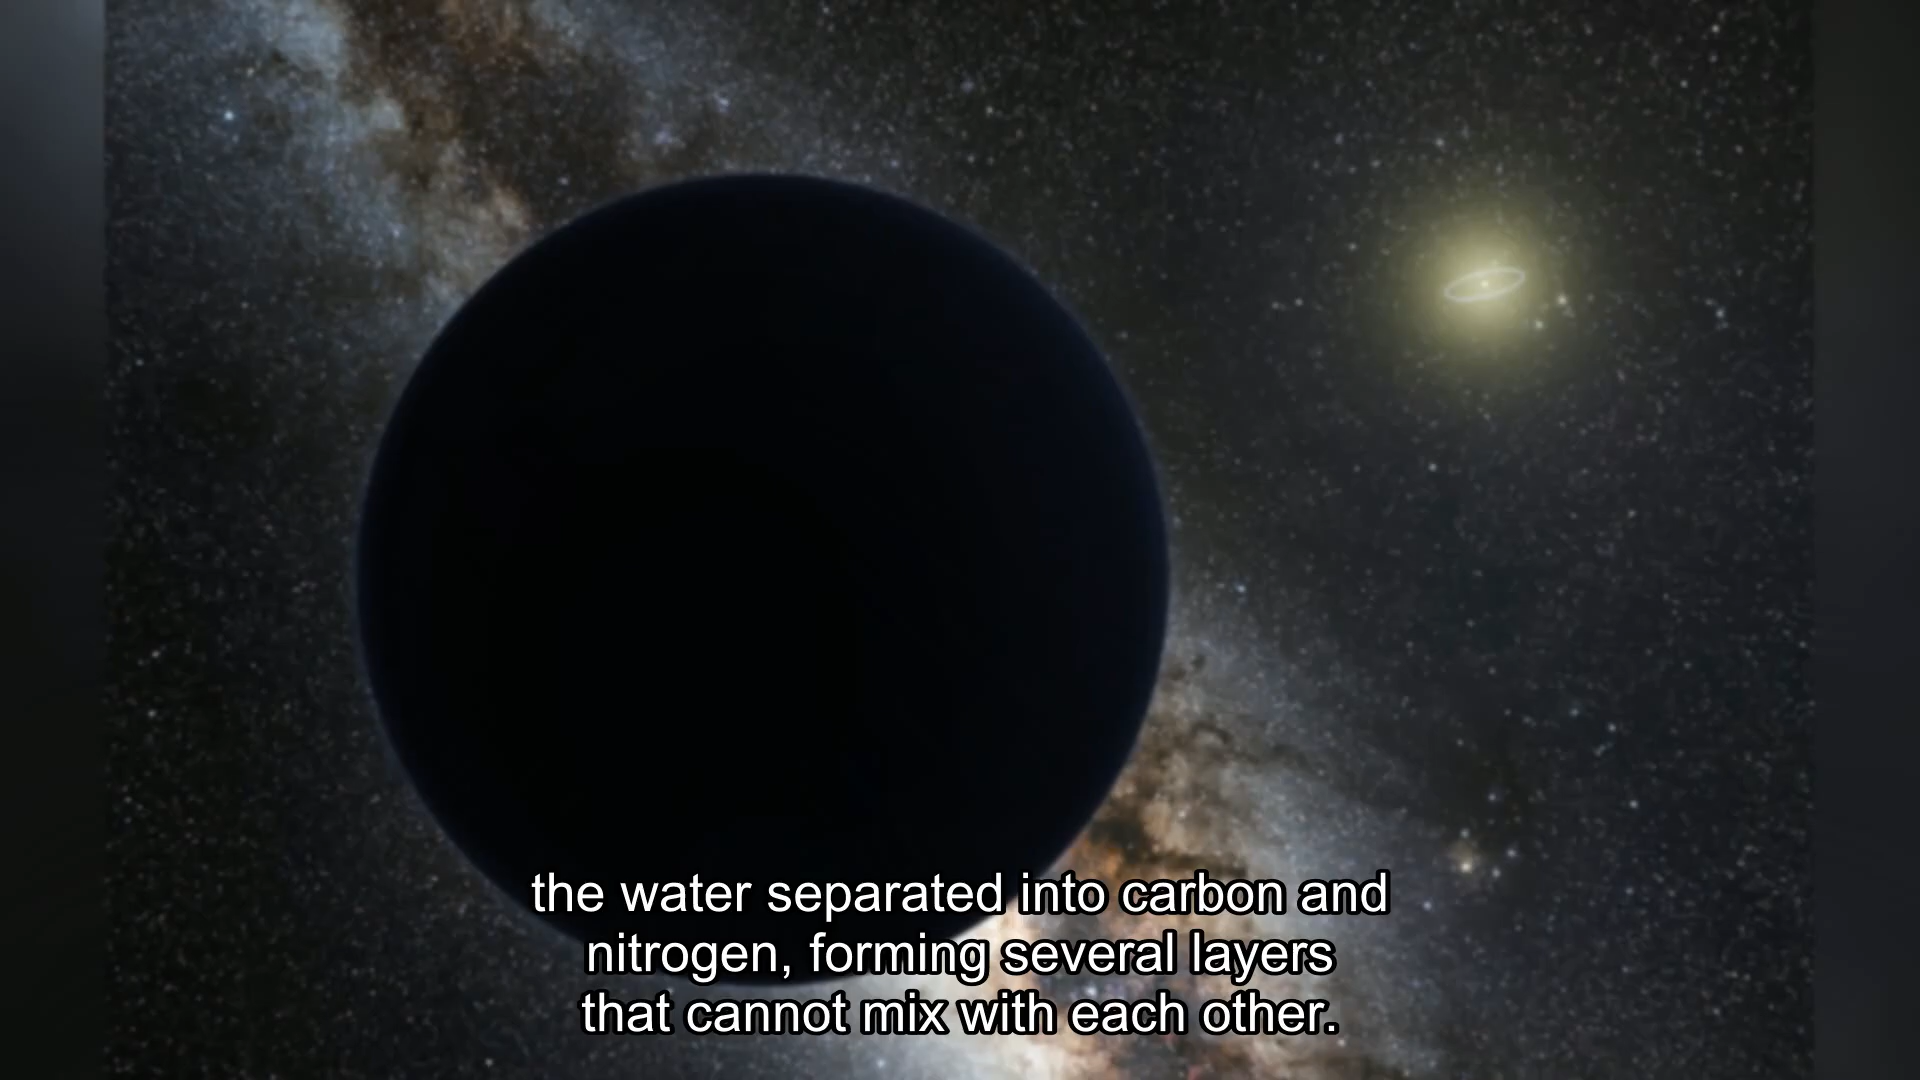 the water separated into carbon and
nitrogen, forming several layers
that cannot mix with each other.